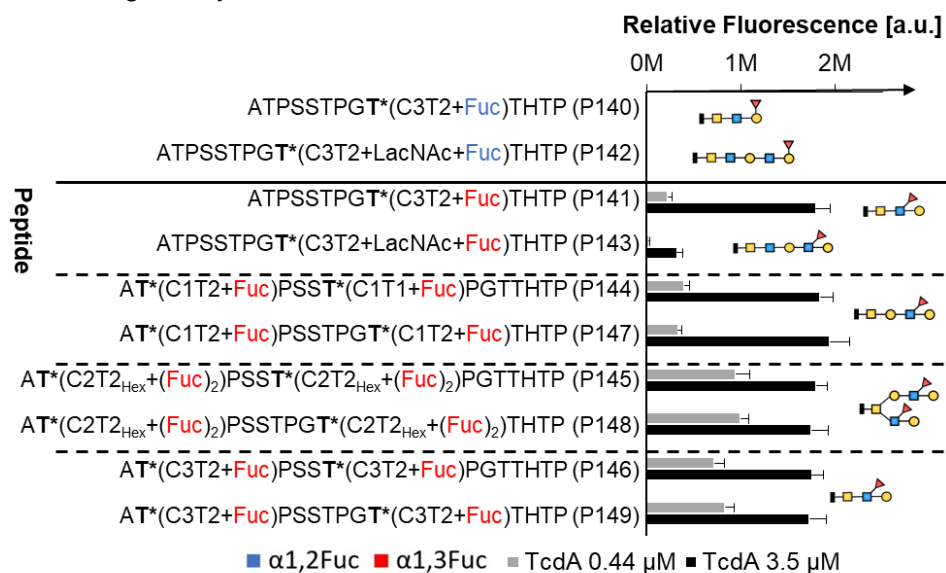 Relative Fluorescence [a.u.]
0M 1M 2M
Peptide
ATPSSTPGT*(C3T2+Fuc)THTP (P140)
ATPSSTPGT*(C3T2+LacNAc+Fuc)THTP (P142)
ATPSSTPGT*(C3T2+Fuc)THTP (P141)
ATPSSTPGT*(C3T2+LacNAc+Fuc)THTP (P143)
AT*(C1T2+Fuc)PSST*(C1T1+Fuc)PGTTHTP (P144)
AT*(C1T2+Fuc)PSSTPGT*(C1T2+Fuc)THTP (P147)
AT*(C2T2Hex+(Fuc)2)PSST*(C2T2Hex+(Fuc)2)PGTTHTP (P145)
AT*(C2T2Hex+(Fuc)2)PSSTPGT*(C2T2Hex+(Fuc)2)THTP (P148)
AT*(C3T2+Fuc)PSST*(C3T2+Fuc)PGTTHTP (P146)
AT*(C3T2+Fuc)PSSTPGT*(C3T2+Fuc)THTP (P149)
α1,2Fuc α1,3Fuc TcdA 0.44 µM TcdA 3.5 µM